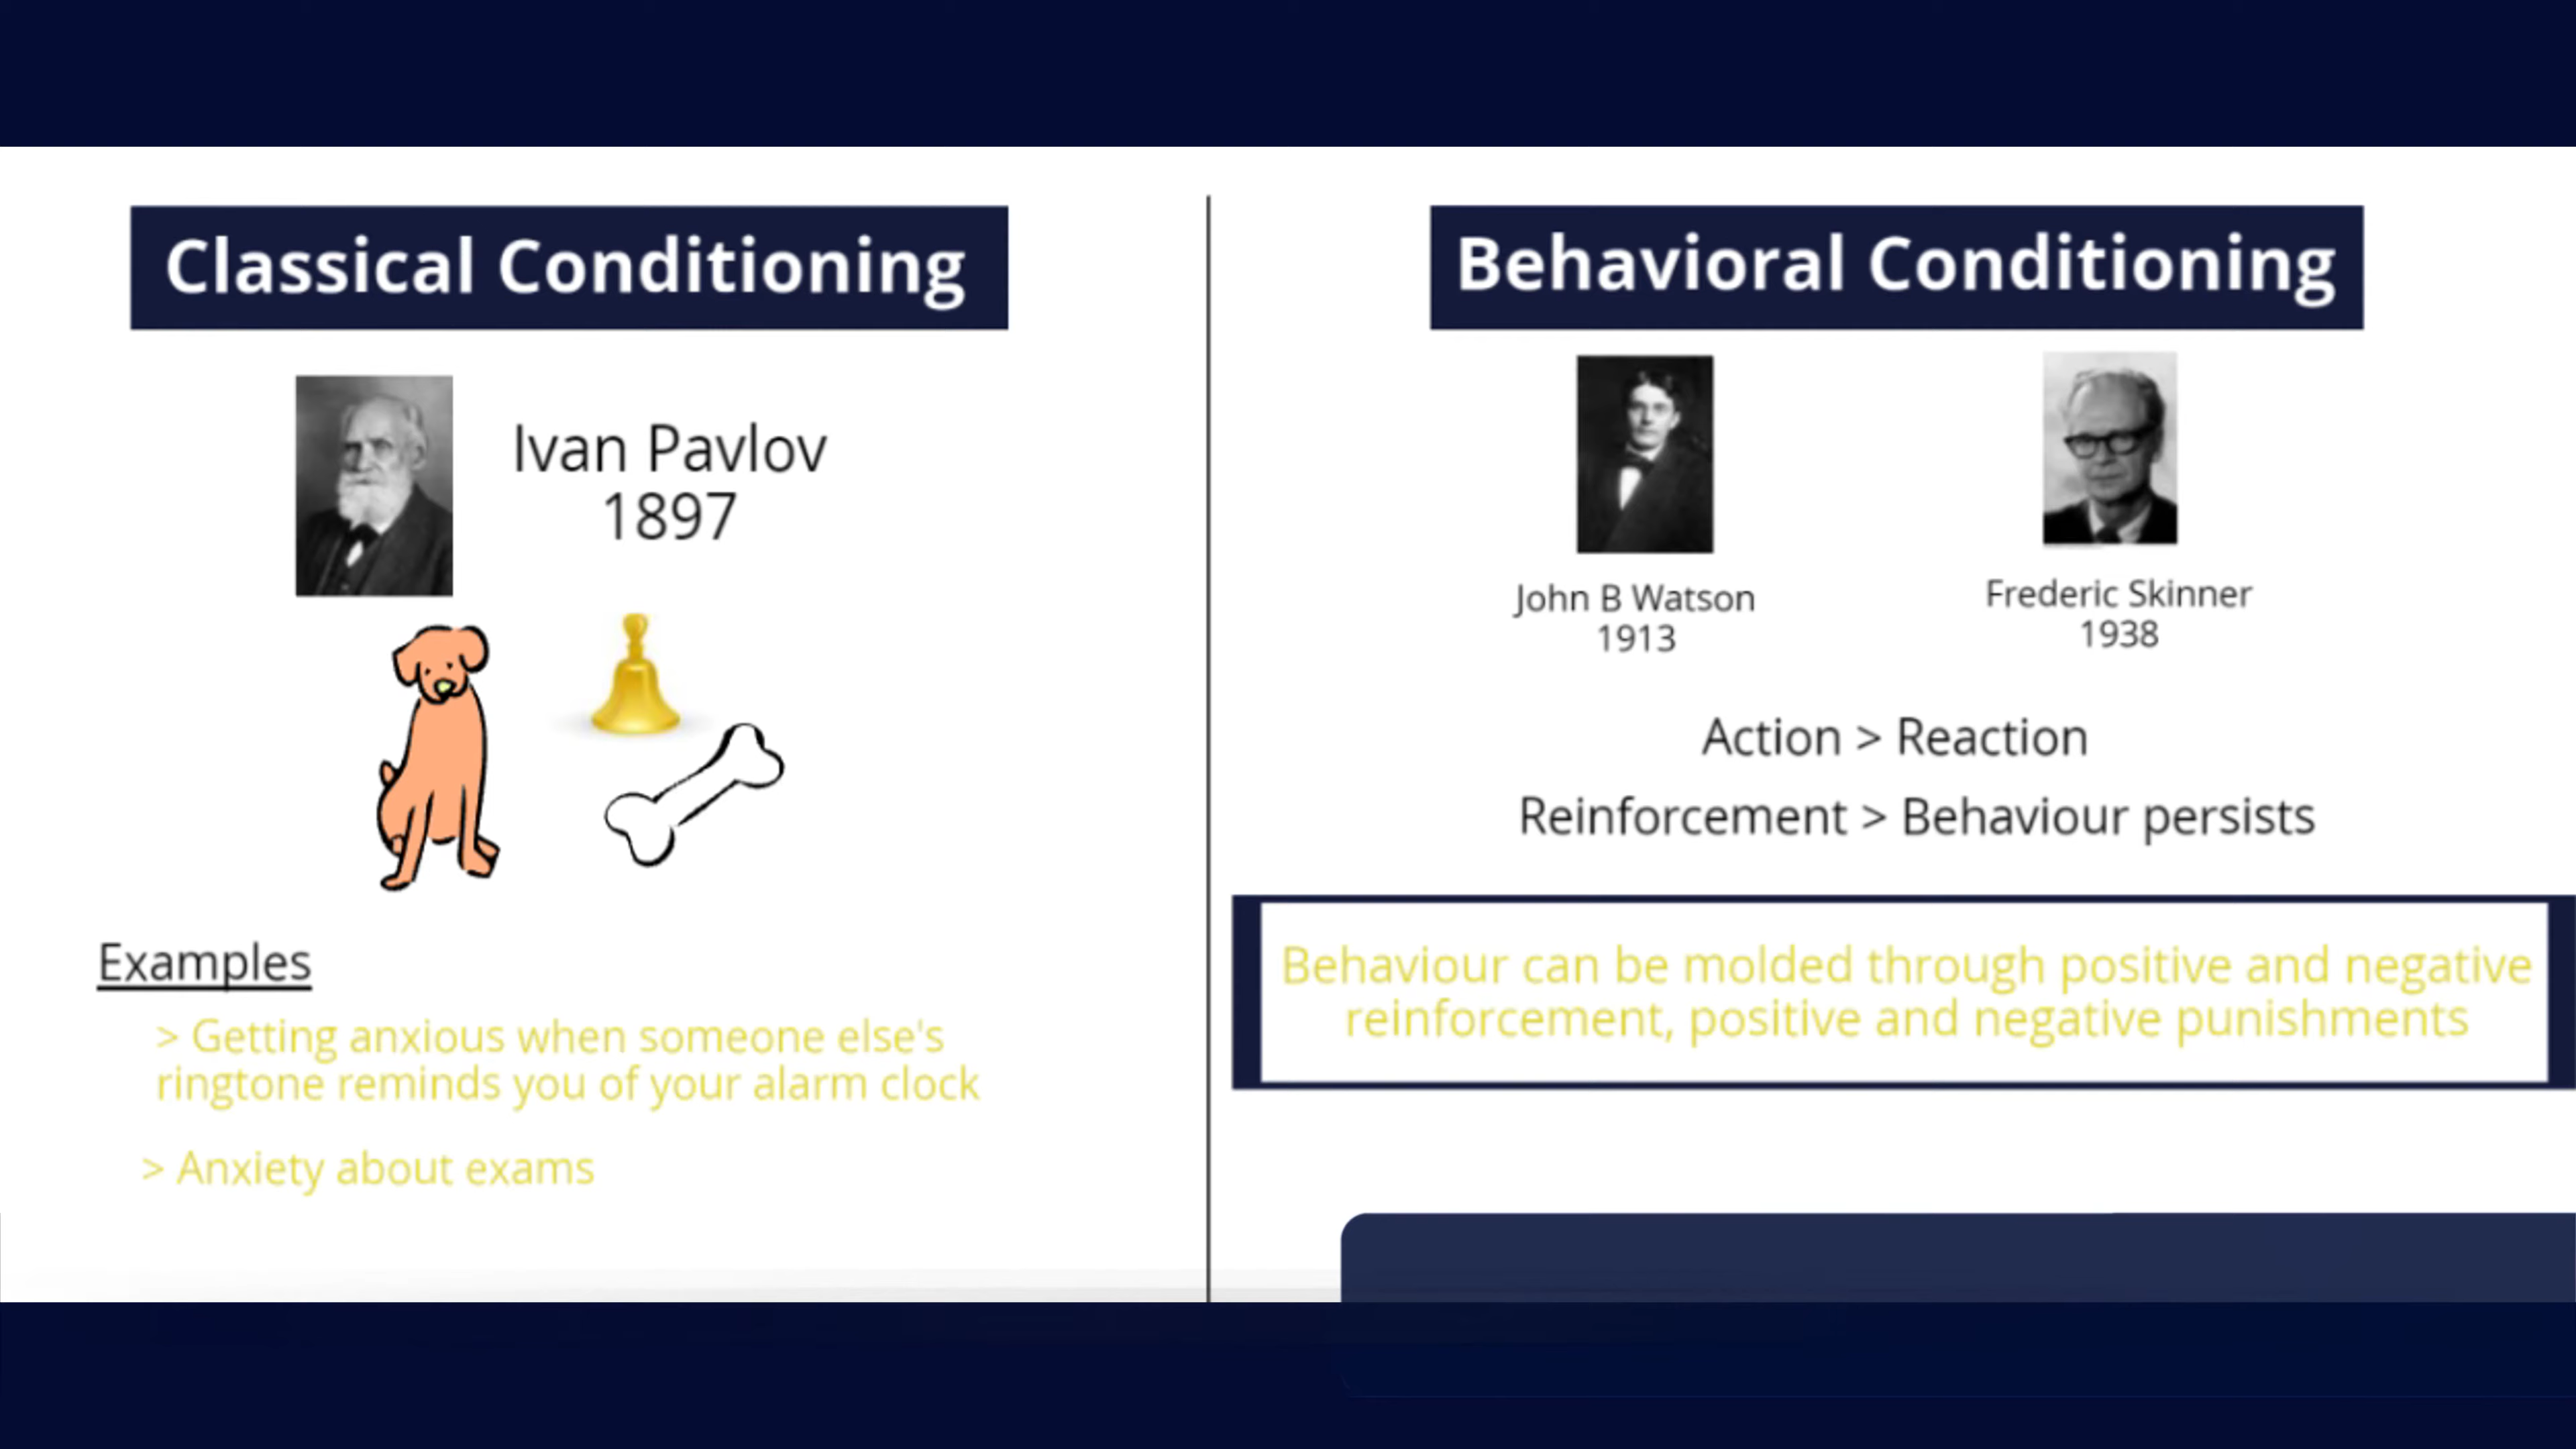 Classical Conditioning
Ivan Pavlov
1897
Examples
> Getting anxious when someone else's
ringtone reminds you of your alarm clock
> Anxiety about exams
Behavioral Conditioning
John B Watson
1913
Frederic Skinner
1938
Action > Reaction
Reinforcement > Behaviour persists
Behaviour can be molded through positive and negative
reinforcement, positive and negative punishments